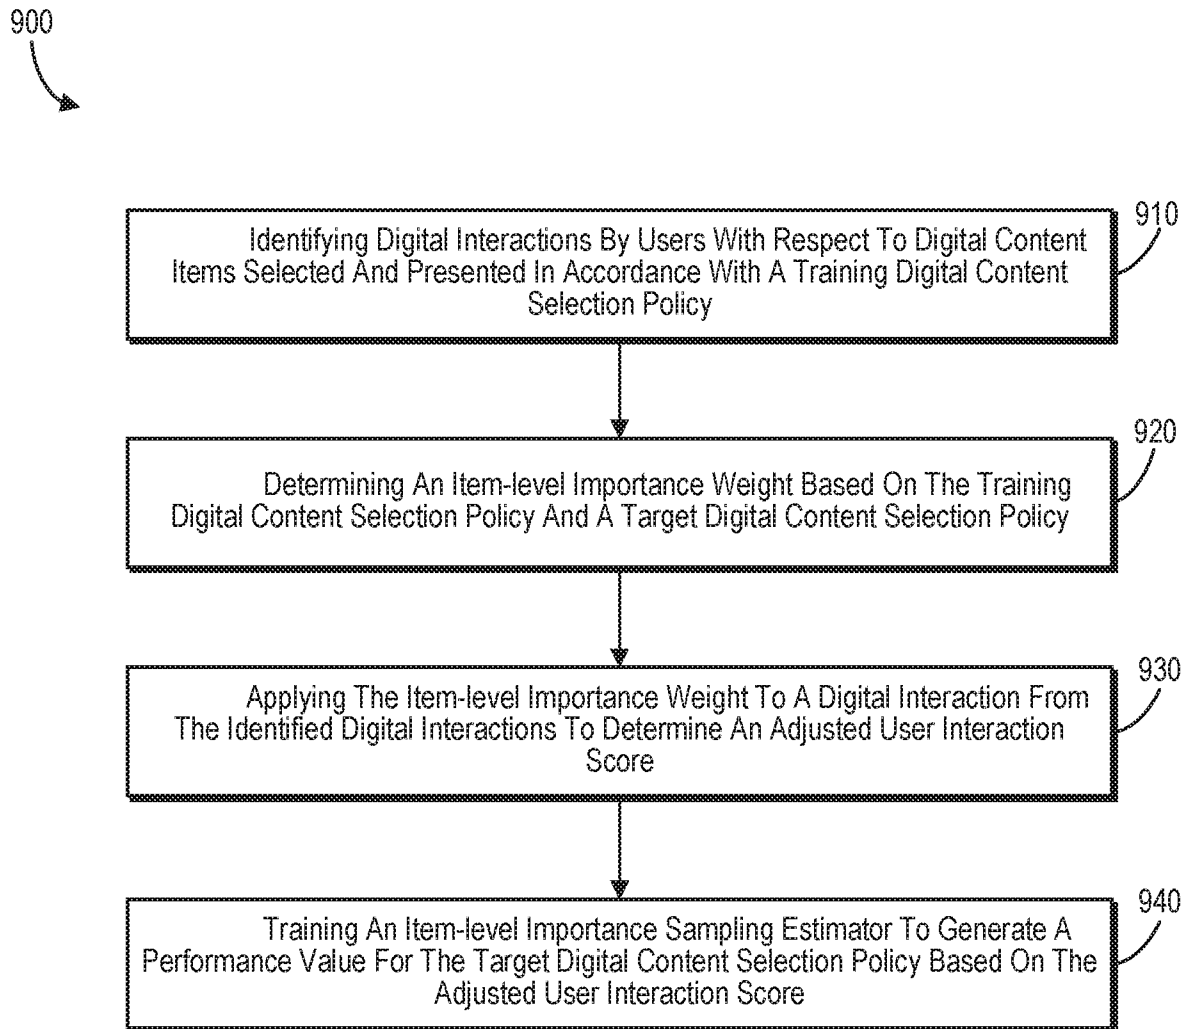 900
910
Identifying Digital Interactions By Users With Respect To Digital Content
Items Selected And Presented In Accordance With A Training Digital Content
Selection Policy
920
Determining An Item-level Importance Weight Based On The Training
Digital Content Selection Policy And A Target Digital Content Selection Policy
930
Applying The Item-level Importance Weight To A Digital Interaction From
The Identified Digital Interactions To Determine An Adjusted User Interaction
Score
940
Training An Item-level Importance Sampling Estimator To Generate A
Performance Value For The Target Digital Content Selection Policy Based On The
Adjusted User Interaction Score